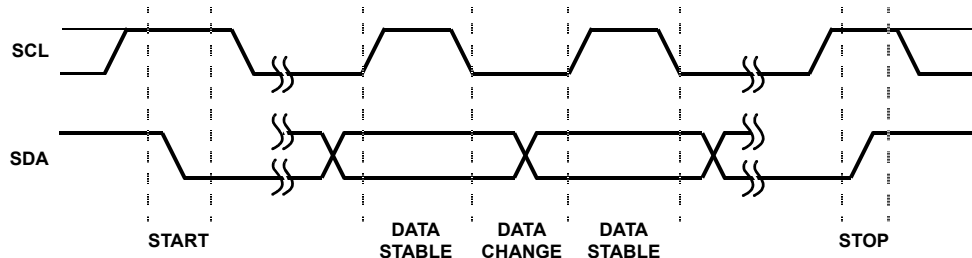 SCL
SDA
START
DATA
STABLE
DATA
CHANGE
DATA
STABLE
STOP